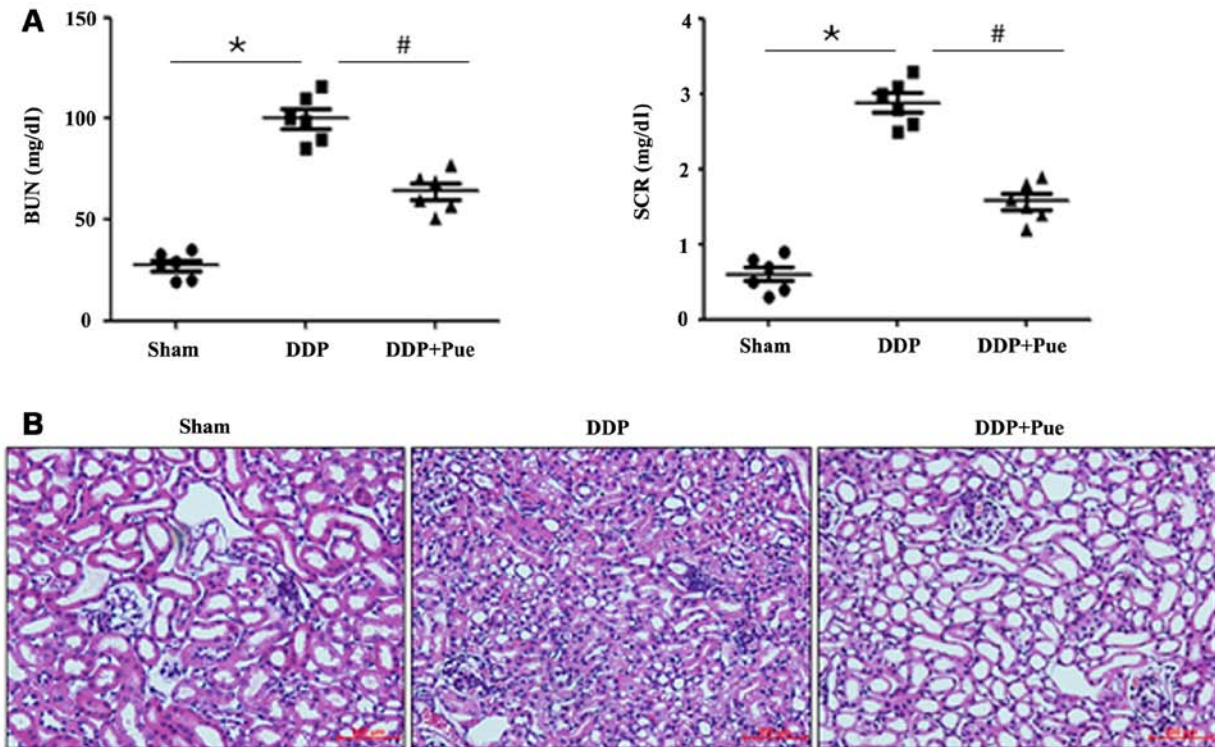 A
BUN (mg/dl)
150
100
50
0
*
#
Sham DDP DDP+Pue
SCR (mg/dl)
4
3
2
1
0
*
#
Sham DDP DDP+Pue
B
Sham DDP DDP+Pue